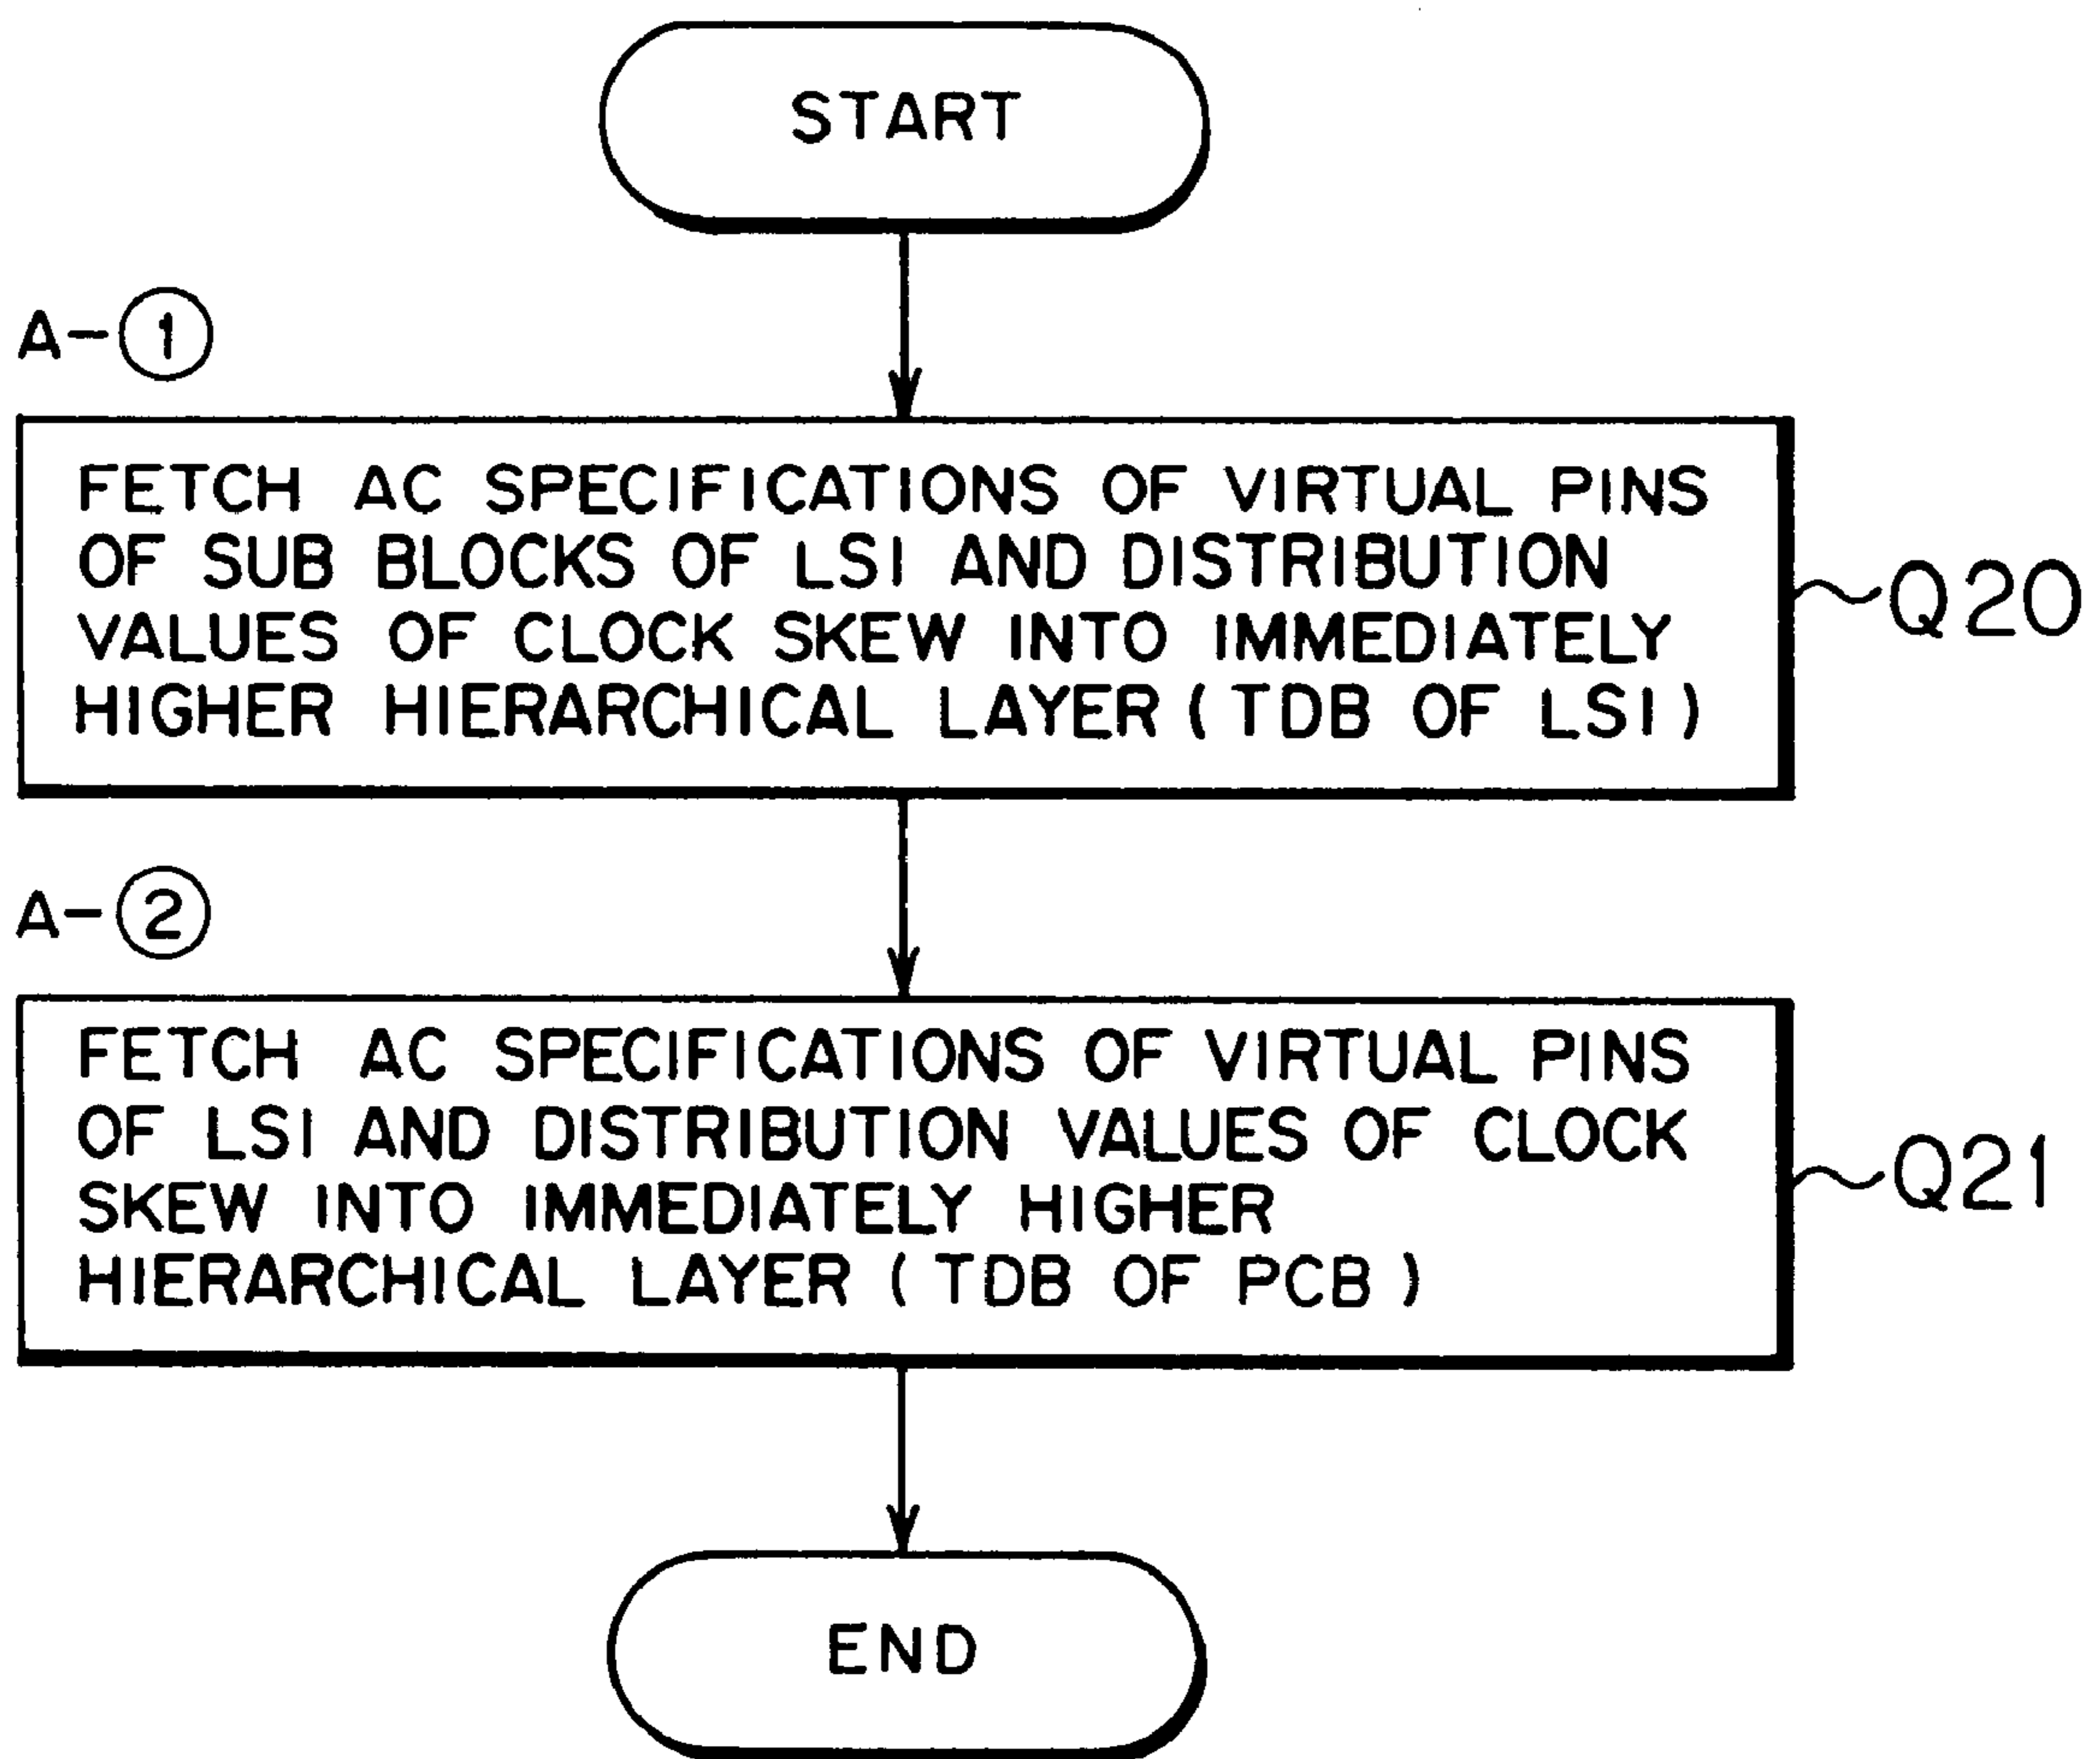 START
A-①
FETCH AC SPECIFICATIONS OF VIRTUAL PINS
OF SUB BLOCKS OF LSI AND DISTRIBUTION
VALUES OF CLOCK SKEW INTO IMMEDIATELY
HIGHER HIERARCHICAL LAYER (TDB OF LSI)
Q20
A-②
FETCH AC SPECIFICATIONS OF VIRTUAL PINS
OF LSI AND DISTRIBUTION VALUES OF CLOCK
SKEW INTO IMMEDIATELY HIGHER
HIERARCHICAL LAYER (TDB OF PCB)
Q21
END